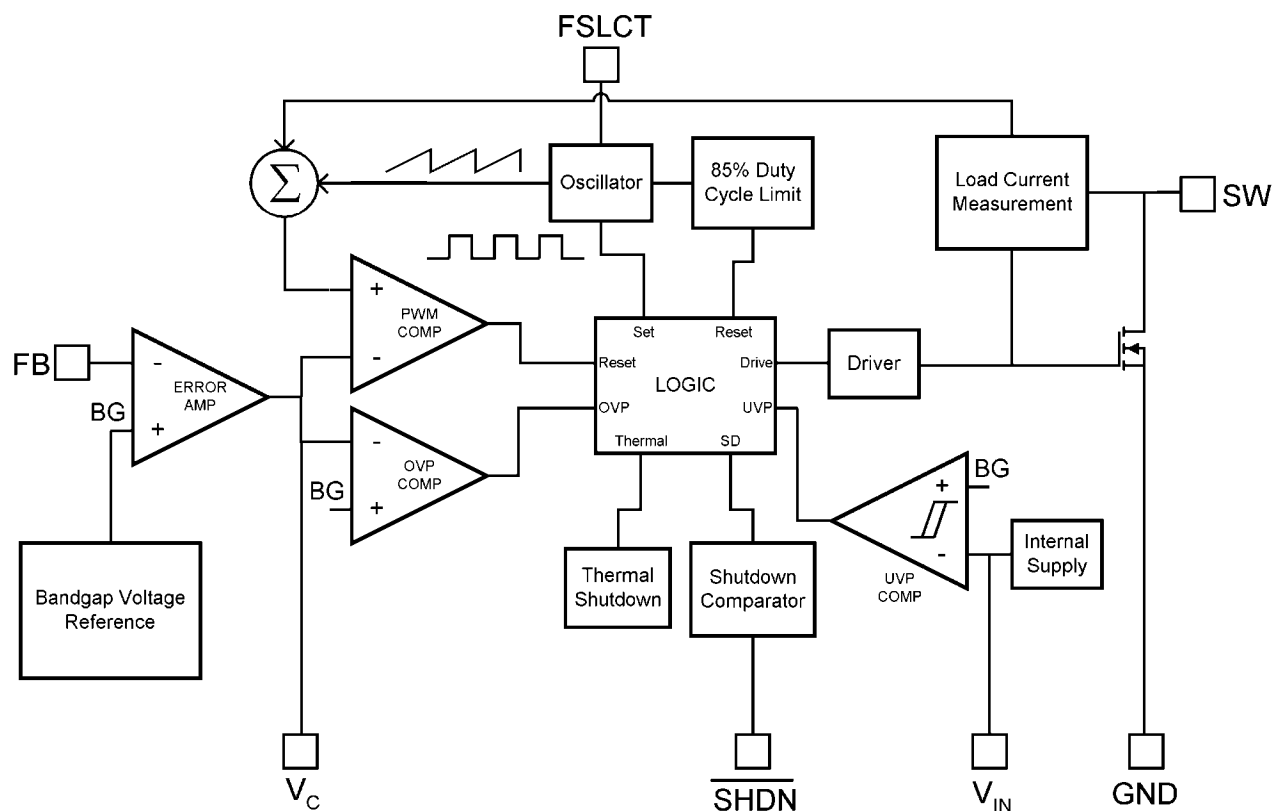 FSLCT
Σ
Oscillator
85% Duty
Cycle Limit
Load Current
Measurement
SW
+
PWM
COMP
-
Set
Reset
Reset
Drive
LOGIC
OVP
UVP
Thermal
SD
Driver
FB
-
ERROR
AMP
BG
+
-
OVP
COMP
BG
+
BG
+
-
UVP
COMP
Internal
Supply
Bandgap Voltage
Reference
Thermal
Shutdown
Shutdown
Comparator
VC
SHDN
VIN
GND